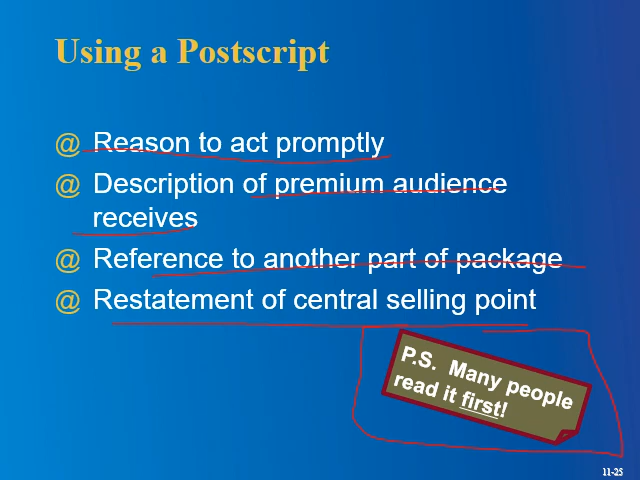 Using a Postscript
@ Reason to act promptly
@ Description of premium audience
receives
@ Reference to another part of package
@ Restatement of central selling point
P.S. Many people
read it first!
11-25